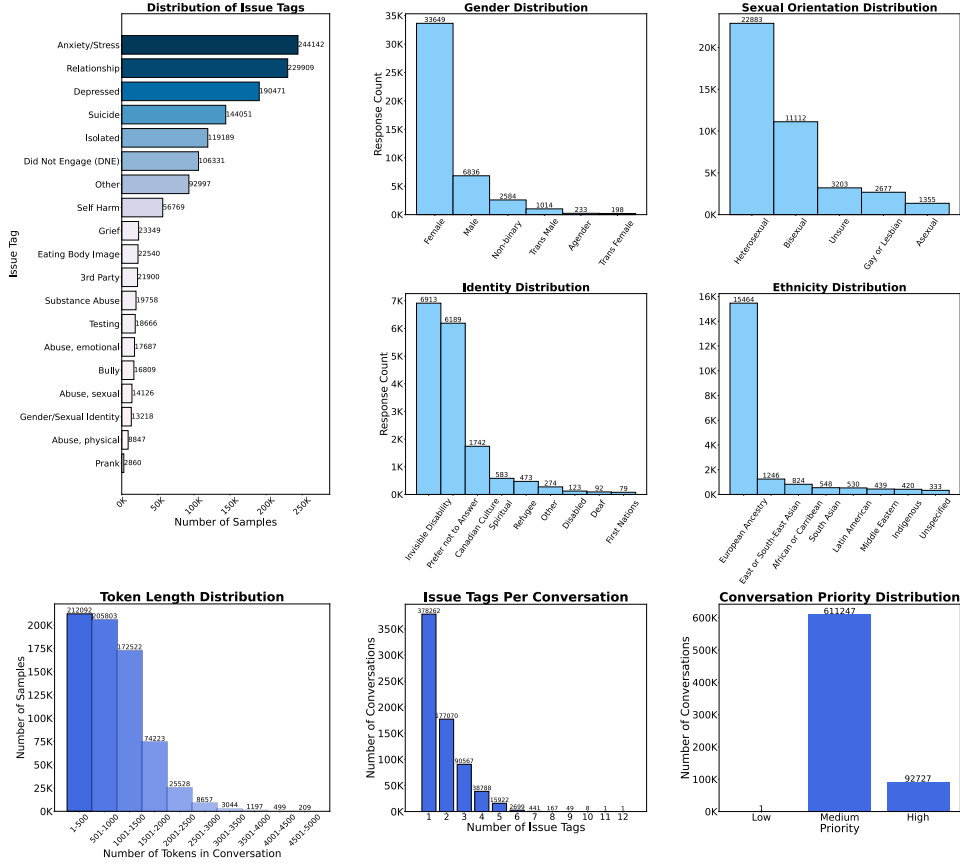 Distribution of Issue Tags
Issue Tag
Anxiety/Stress
244142
Relationship
229909
Depressed
190471
Suicide
144051
Isolated
119189
Did Not Engage (DNE)
106331
Other
92997
Self Harm
56769
Grief
23349
Eating Body Image
22540
3rd Party
21900
Substance Abuse
19758
Testing
18666
Abuse, emotional
17687
Bully
16809
Abuse, sexual
14126
Gender/Sexual Identity
13218
Abuse, physical
8847
Prank
2860
0K 50K 100K 150K 200K 250K
Number of Samples
Gender Distribution
Response Count
35K
30K
25K
20K
15K
10K
5K
0K
33649 6836 2584 1014 233 198
Female Male Non-binary Trans Male Agender Trans Female
Sexual Orientation Distribution
20K
15K
10K
5K
0K
22883 11112 3203 2677 1355
Heterosexual Bisexual Unsure Gay or Lesbian Asexual
Identity Distribution
Response Count
7K
6K
4K
3K
2K
1K
0K
6913 6189 1742 583 473 274 123 92 79
Invisible Disability Prefer not to Answer Canadian Culture Spiritual Refugee Other Disabled Deaf First Nations
Ethnicity Distribution
16K
14K
12K
10K
8K
6K
4K
2K
0K
15464 1246 824 548 530 439 420 333
European Ancestry East or South-East Asian African or Carribean South Asian Latin American Middle Eastern Indigenous Unspecified
Token Length Distribution
Number of Samples
200K
175K
150K
125K
100K
75K
50K
25K
0K
212092 205803 172522 74223 25528 8657 3044 1197 499 209
1-500 501-1000 1001-1500 1501-2000 2001-2500 2501-3000 3001-3500 3501-4000 4001-4500 4501-5000
Number of Tokens in Conversation
Issue Tags Per Conversation
Number of Conversations
400K
350K
300K
250K
200K
150K
100K
50K
0K
378262 177070 90567 38788 15922 2699 441 167 49 8 1 1
1 2 3 4 5 6 7 8 9 10 11 12
Number of Issue Tags
Conversation Priority Distribution
Number of Conversations
600K
500K
400K
300K
200K
100K
0K
1 611247 92727
Low Medium High
Priority